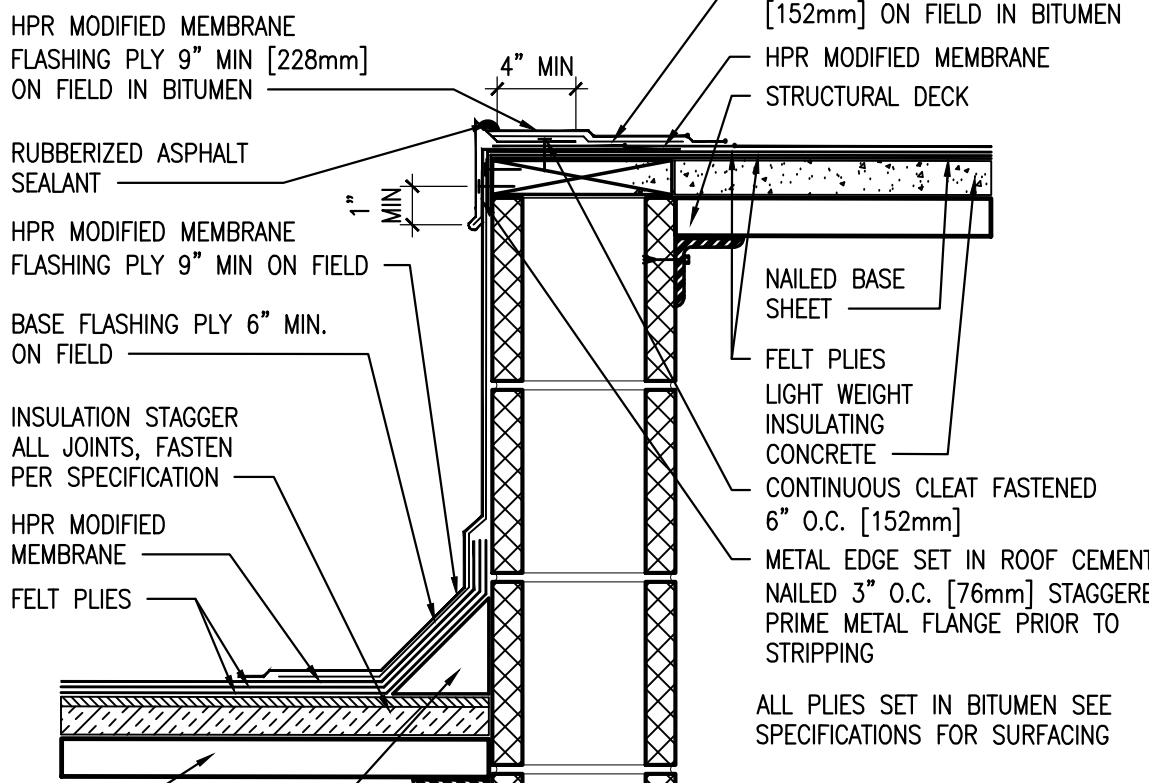 HPR MODIFIED MEMBRANE
FLASHING PLY 9" MIN [228mm]
ON FIELD IN BITUMEN
RUBBERIZED ASPHALT
SEALANT
HPR MODIFIED MEMBRANE
FLASHING PLY 9" MIN ON FIELD
BASE FLASHING PLY 6" MIN.
ON FIELD
INSULATION STAGGER
ALL JOINTS, FASTEN
PER SPECIFICATION
HPR MODIFIED
MEMBRANE
FELT PLIES
4" MIN
1"
MIN
[152mm] ON FIELD IN BITUMEN
HPR MODIFIED MEMBRANE
STRUCTURAL DECK
NAILED BASE
SHEET
FELT PLIES
LIGHT WEIGHT
INSULATING
CONCRETE
CONTINUOUS CLEAT FASTENED
6" O.C. [152mm]
METAL EDGE SET IN ROOF CEMENT
NAILED 3" O.C. [76mm] STAGGERE
PRIME METAL FLANGE PRIOR TO
STRIPPING
ALL PLIES SET IN BITUMEN SEE
SPECIFICATIONS FOR SURFACING